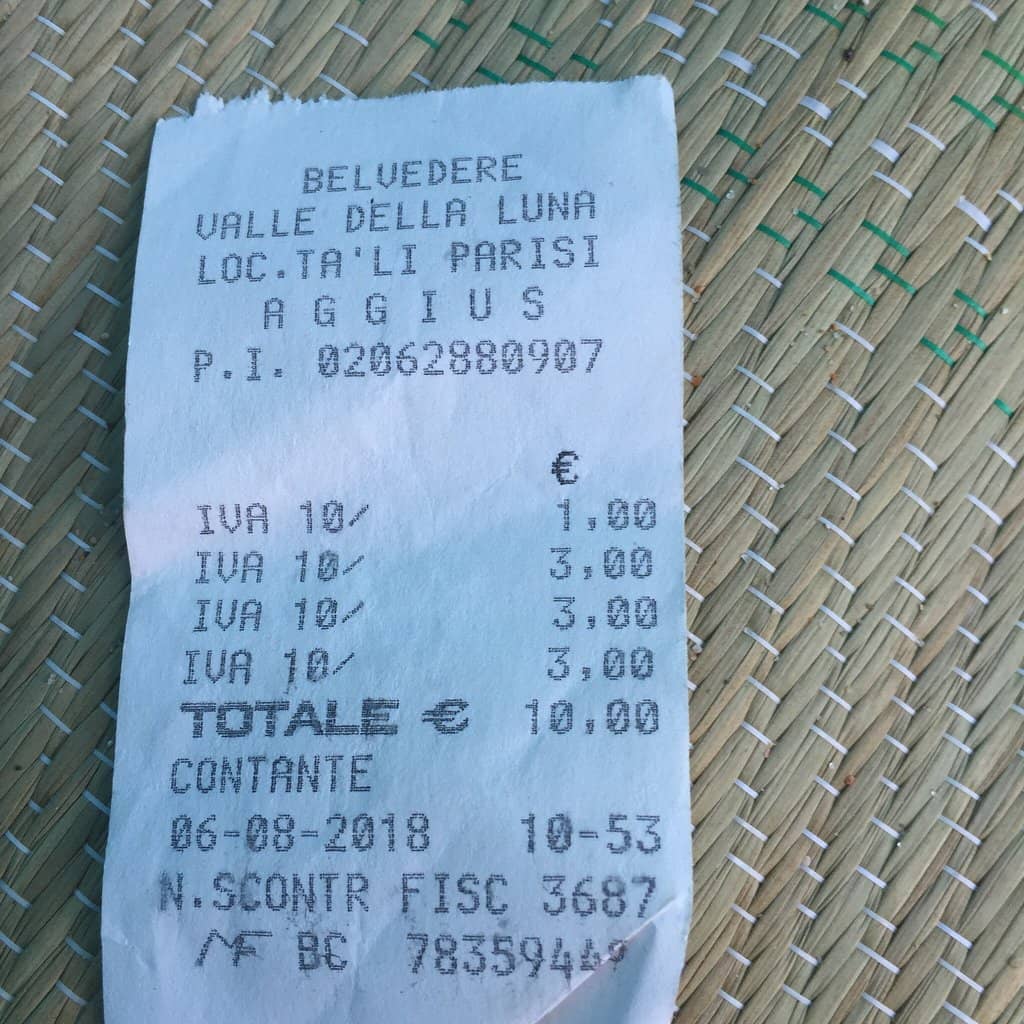 BELVEDERE
VALLE DELLA LUNA
LOC.TA'LI PARISI
A G G I U S
P.I. 02062880907
€
IVA 10/ 1,00
IVA 10/ 3,00
IVA 10/ 3,00
IVA 10/ 3,00
TOTALE € 10,00
CONTANTE
06-08-2018 10-53
N.SCONTR FISC 3687
MF BC